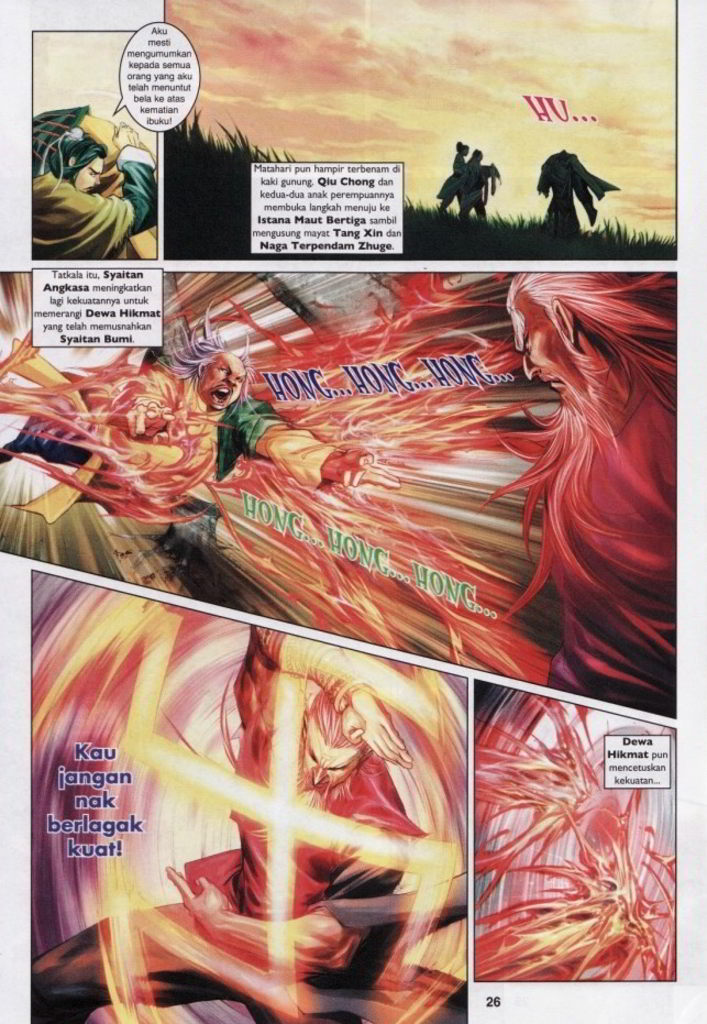 Aku
mesti
mengumumkan
kepada semua
orang yang aku
telah menuntut
bela ke atas
kematian
ibuku!
HU...
Matahari pun hampir terbenam di
kaki gunung, Qiu Chong dan
kedua-dua anak perempuannya
membuka langkah menuju ke
Istana Maut Bertiga sambil
mengusung mayat Tang Xin dan
Naga Terpendam Zhuge.
Tatkala itu, Syaitan
Angkasa meningkatkan
lagi kekuatannya untuk
memerangi Dewa Hikmat
yang telah memusnahkan
Syaitan Bumi.
HONG...HONG...HONG...
HONG...HONG...HONG...
Kau
jangan
nak
berlagak
kuat!
Dewa
Hikmat pun
mencetuskan
kekuatan...
26